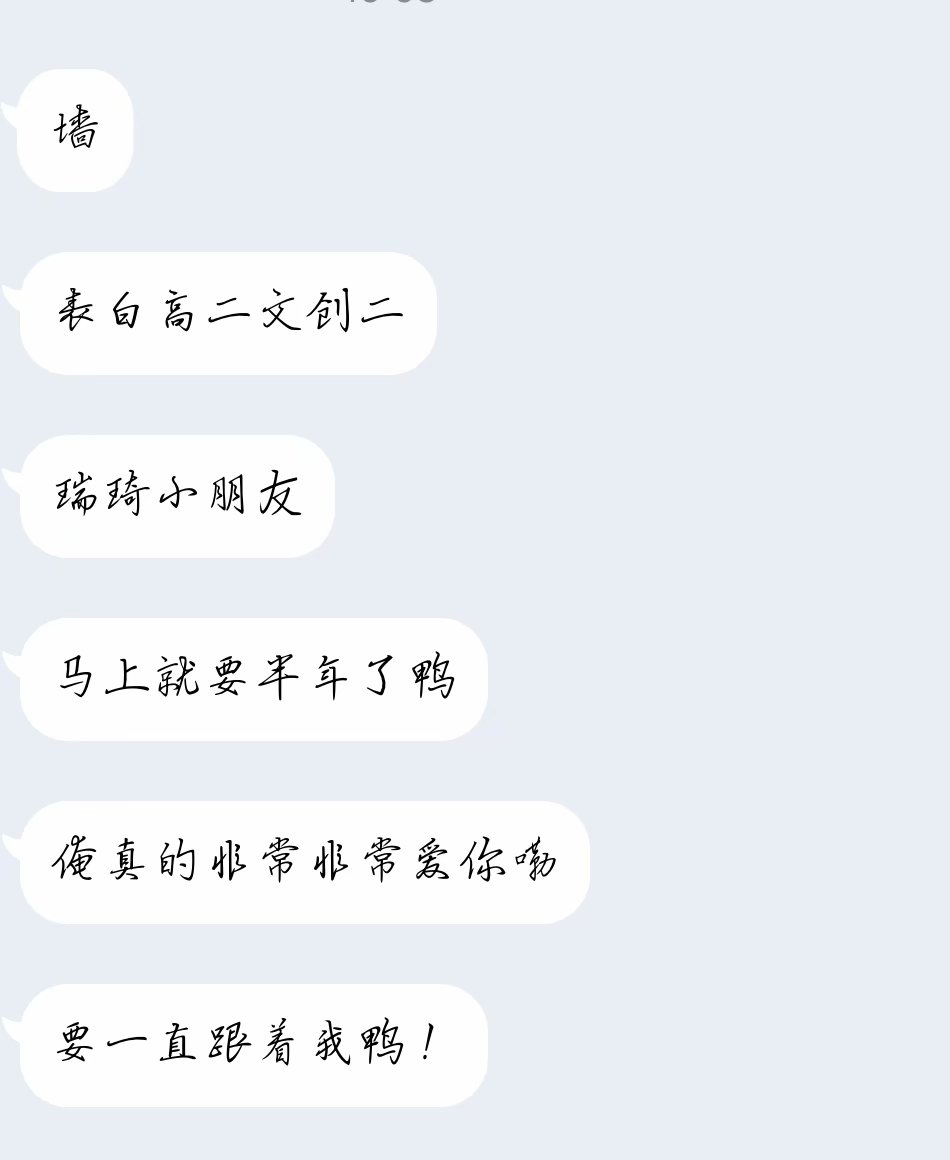 墙
表白高二文创二
瑞琦小朋友
马上就要半年了鸭
俺真的非常非常爱你嘞
要一直跟着我鸭！